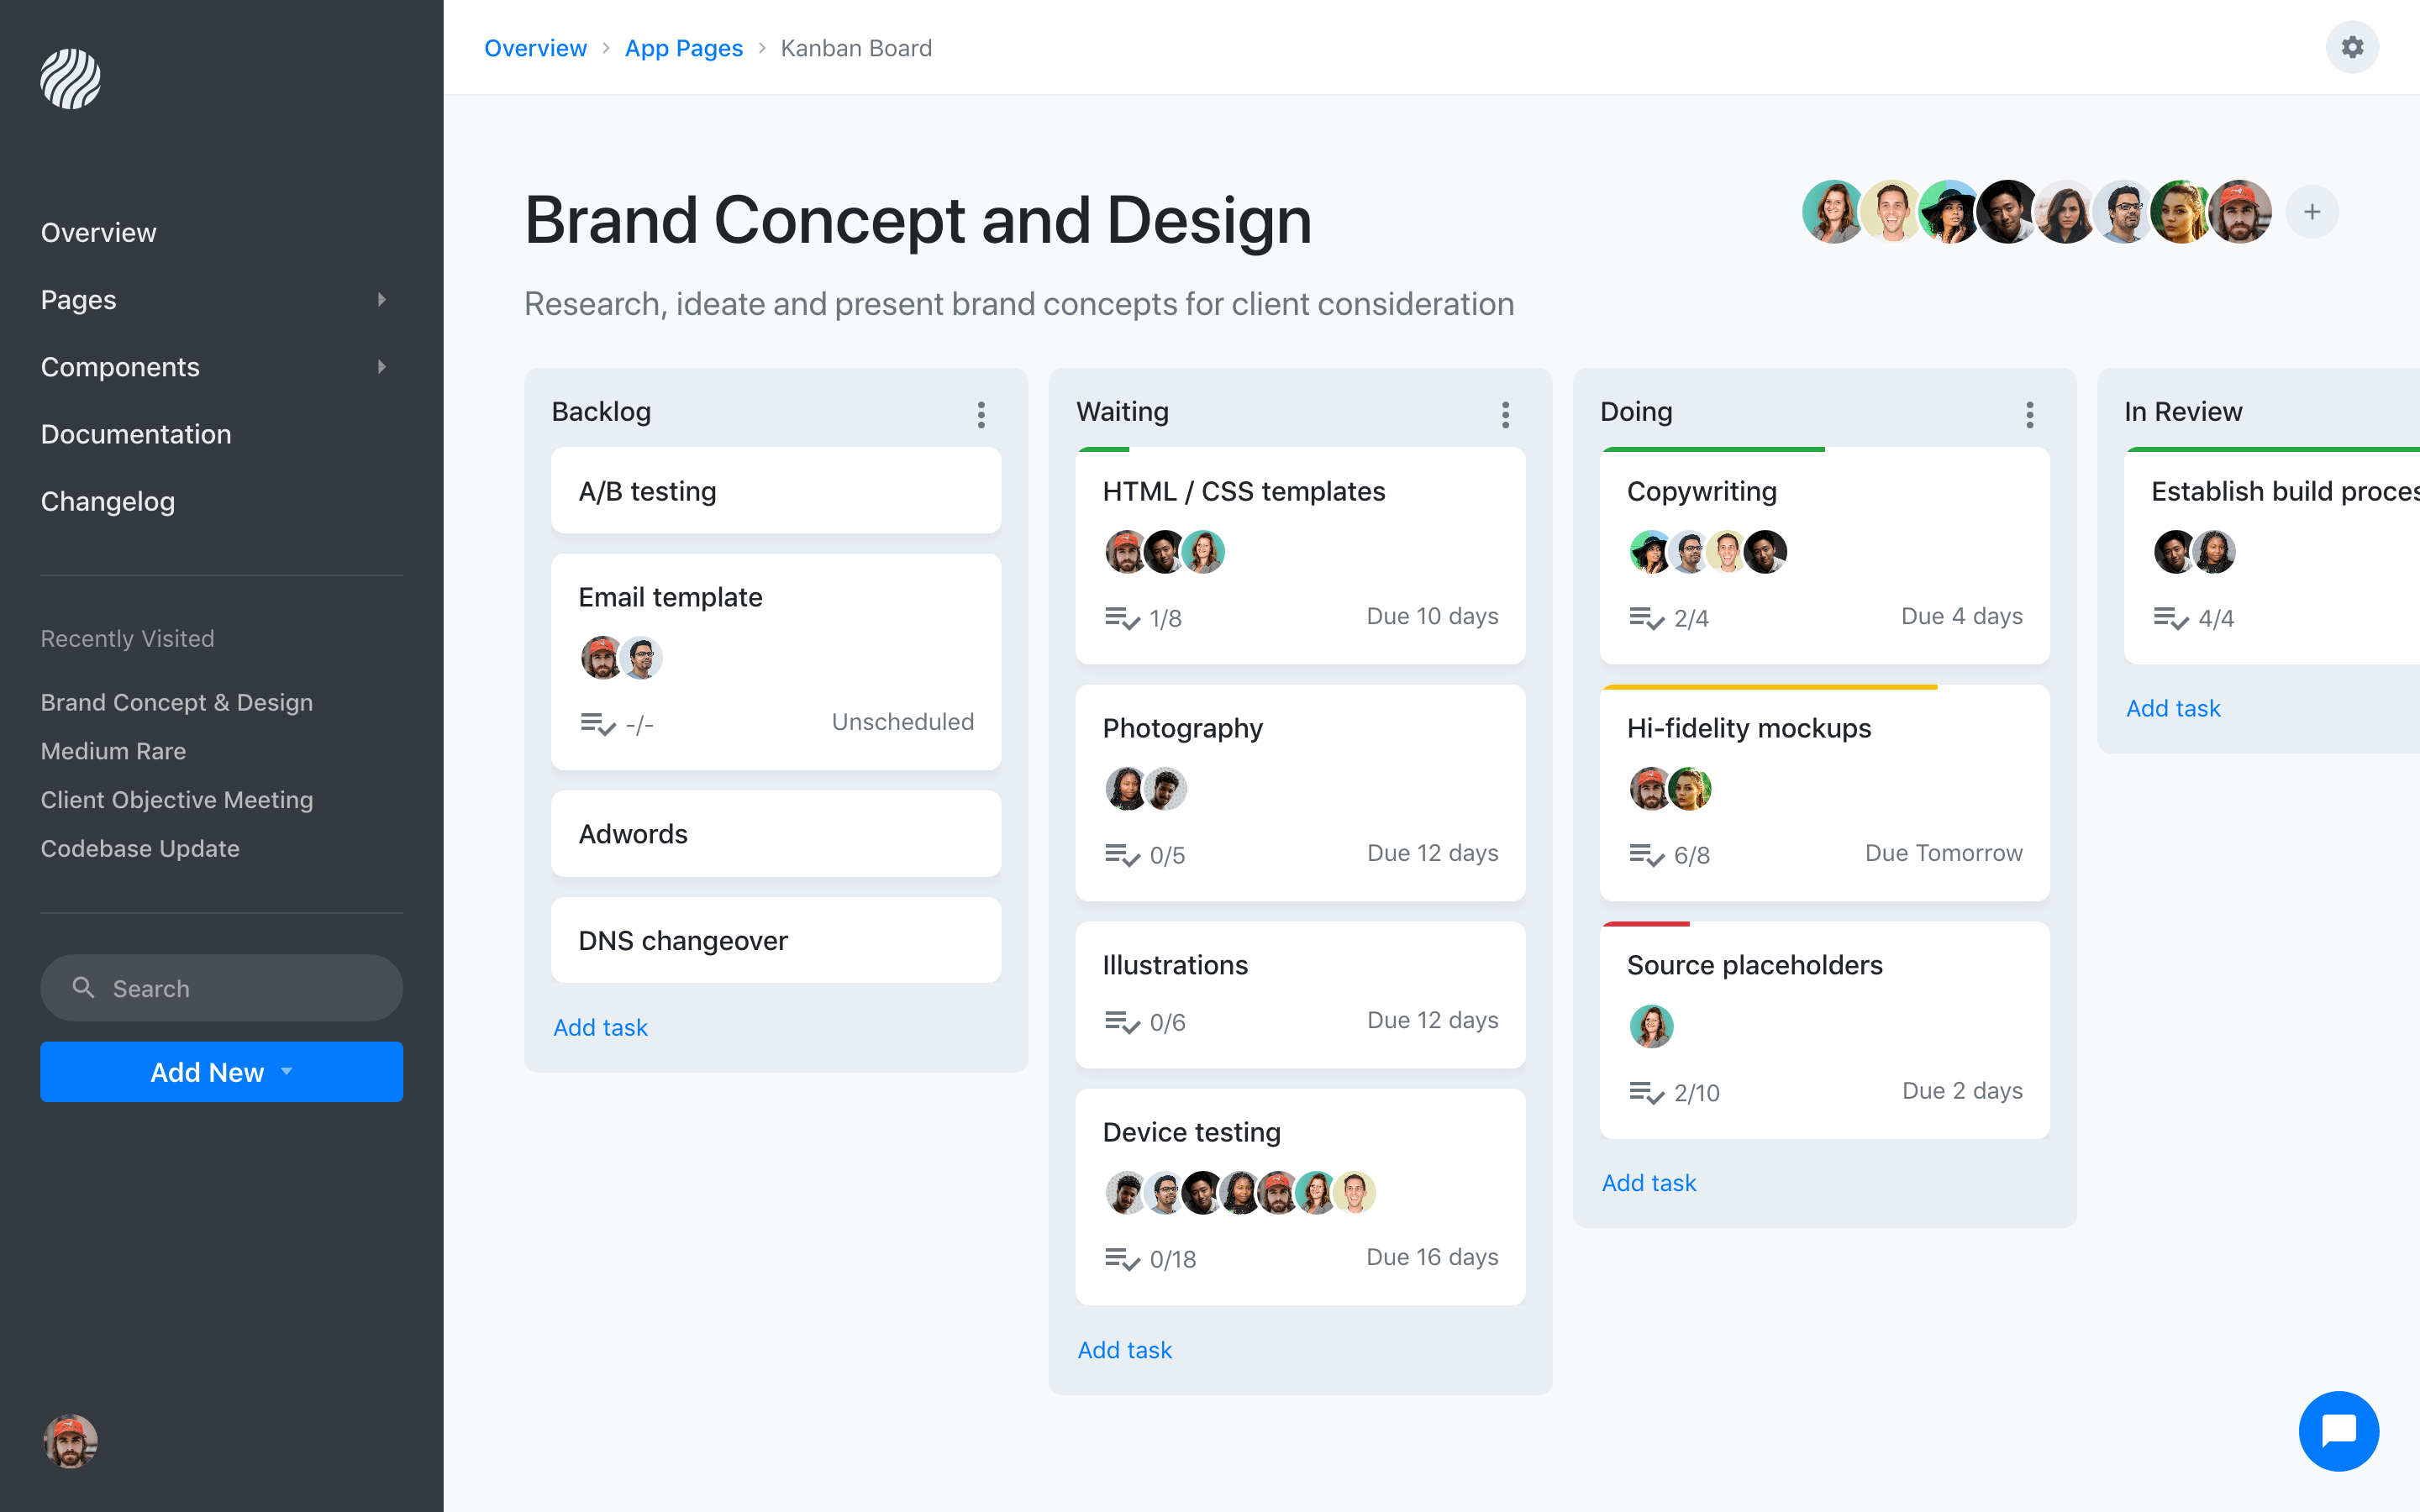 Overview
Pages
Components
Documentation
Changelog
Recently Visited
Brand Concept & Design
Medium Rare
Client Objective Meeting
Codebase Update
Search
Add New
Overview › App Pages › Kanban Board
Brand Concept and Design
Research, ideate and present brand concepts for client consideration
Backlog
A/B testing
Email template
-/- Unscheduled
Adwords
DNS changeover
Add task
Waiting
HTML / CSS templates
1/8 Due 10 days
Photography
0/5 Due 12 days
Illustrations
0/6 Due 12 days
Device testing
0/18 Due 16 days
Add task
Doing
Copywriting
2/4 Due 4 days
Hi-fidelity mockups
6/8 Due Tomorrow
Source placeholders
2/10 Due 2 days
Add task
In Review
Establish build
4/4
Add task